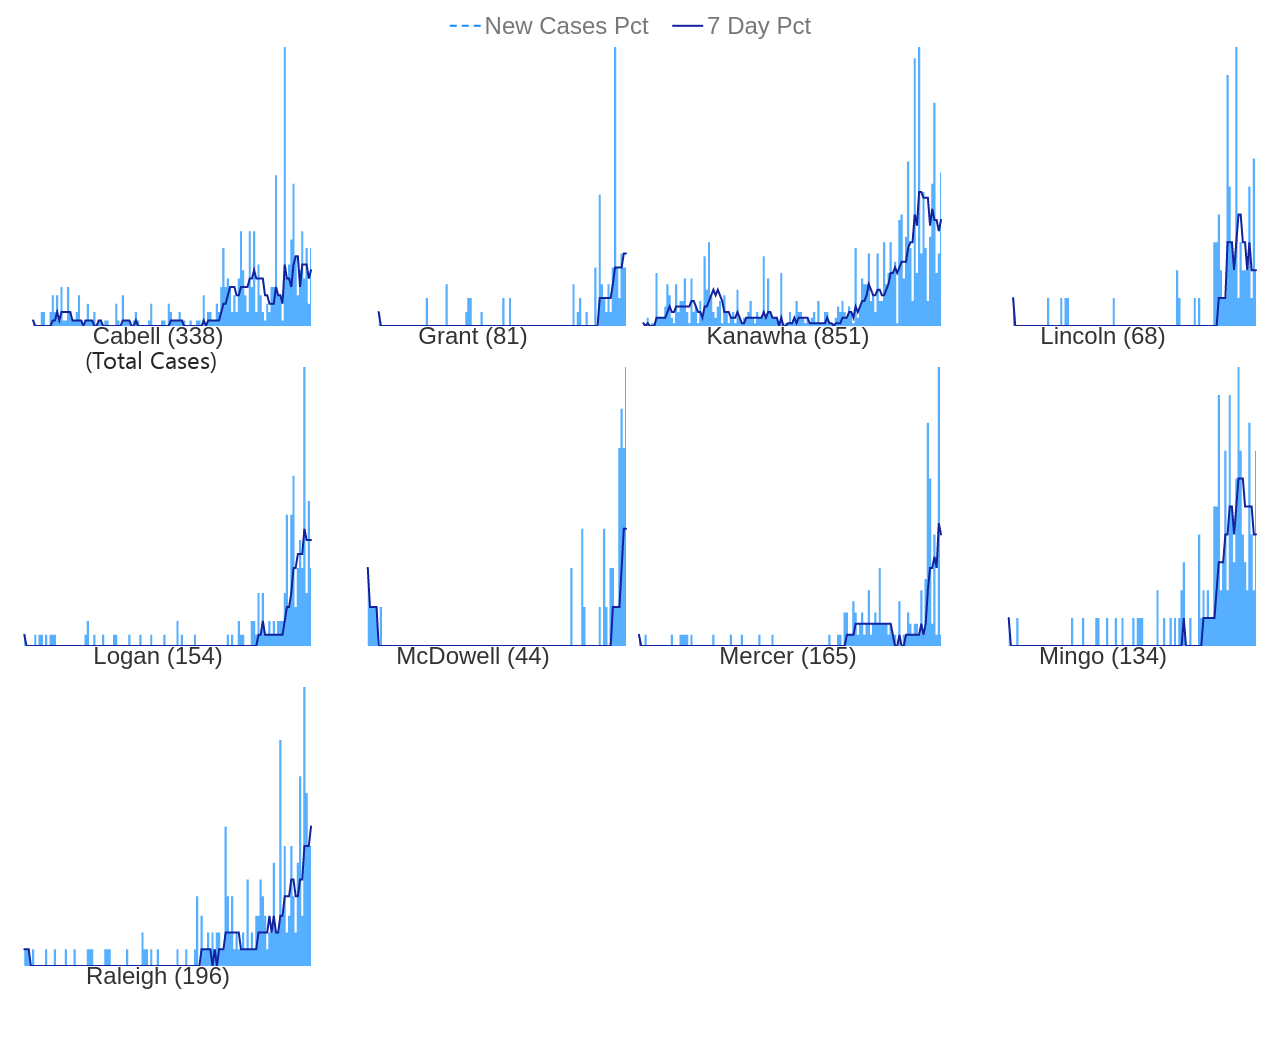 New Cases Pct 7 Day Pct
Cabell (338) Grant (81) Kanawha (851) Lincoln (68)
(Total Cases)
Logan (154) McDowell (44) Mercer (165) Mingo (134)
Raleigh (196)